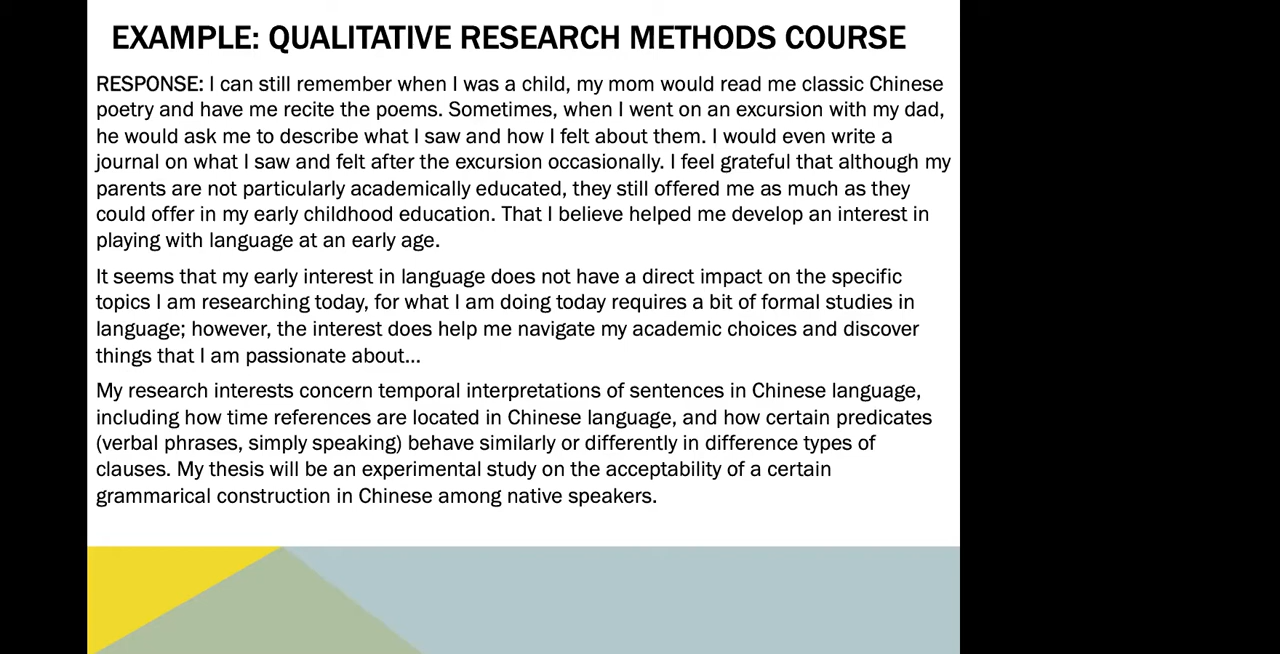 EXAMPLE: QUALITATIVE RESEARCH METHODS COURSE
RESPONSE: I can still remember when I was a child, my mom would read me classic Chinese
poetry and have me recite the poems. Sometimes, when I went on an excursion with my dad,
he would ask me to describe what I saw and how I felt about them. I would even write a
journal on what I saw and felt after the excursion occasionally. I feel grateful that although my
parents are not particularly academically educated, they still offered me as much as they
could offer in my early childhood education. That I believe helped me develop an interest in
playing with language at an early age.
It seems that my early interest in language does not have a direct impact on the specific
topics I am researching today, for what I am doing today requires a bit of formal studies in
language; however, the interest does help me navigate my academic choices and discover
things that I am passionate about...
My research interests concern temporal interpretations of sentences in Chinese language,
including how time references are located in Chinese language, and how certain predicates
(verbal phrases, simply speaking) behave similarly or differently in difference types of
clauses. My thesis will be an experimental study on the acceptability of a certain
grammarical construction in Chinese among native speakers.